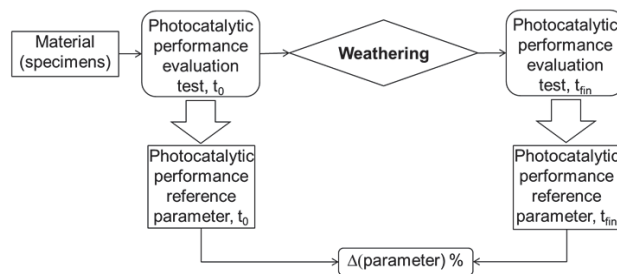 Material
(specimens)
Photocatalytic
performance
evaluation
test, t0
Weathering
Photocatalytic
performance
evaluation
test, tfin
Photocatalytic
performance
reference
parameter, t0
Photocatalytic
performance
reference
parameter, tfin
Δ(parameter) %